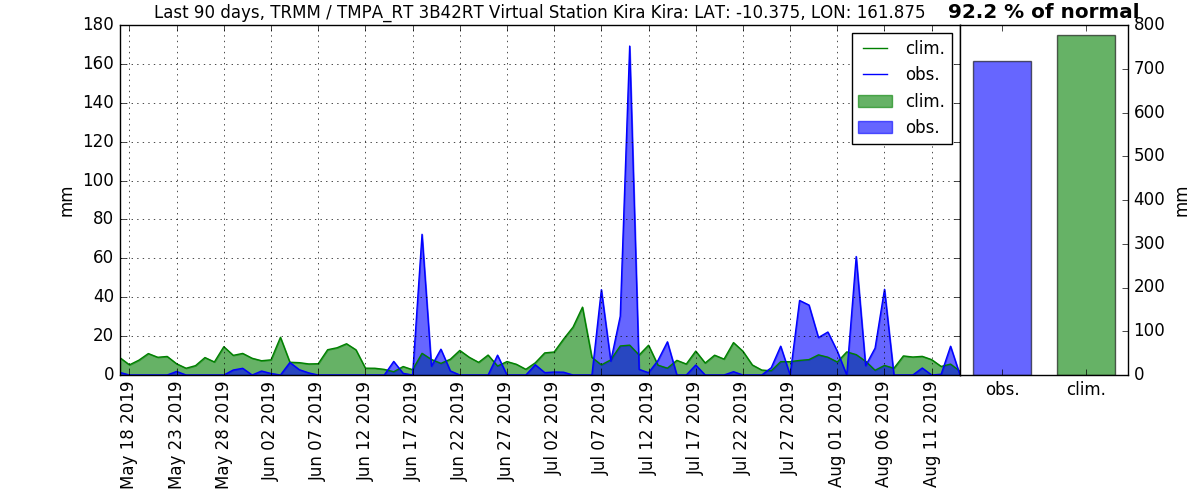 Last 90 days, TRMM / TMPA_RT 3B42RT Virtual Station Kira Kira: LAT: -10.375, LON: 161.875
92.2 % of normal
180
160
140
120
100
80
60
40
20
0
mm
clim.
obs.
clim.
obs.
800
700
600
500
400
300
200
100
0
mm
May 18 2019
May 23 2019
May 28 2019
Jun 02 2019
Jun 07 2019
Jun 12 2019
Jun 17 2019
Jun 22 2019
Jun 27 2019
Jul 02 2019
Jul 07 2019
Jul 12 2019
Jul 17 2019
Jul 22 2019
Jul 27 2019
Aug 01 2019
Aug 06 2019
Aug 11 2019
obs.
clim.